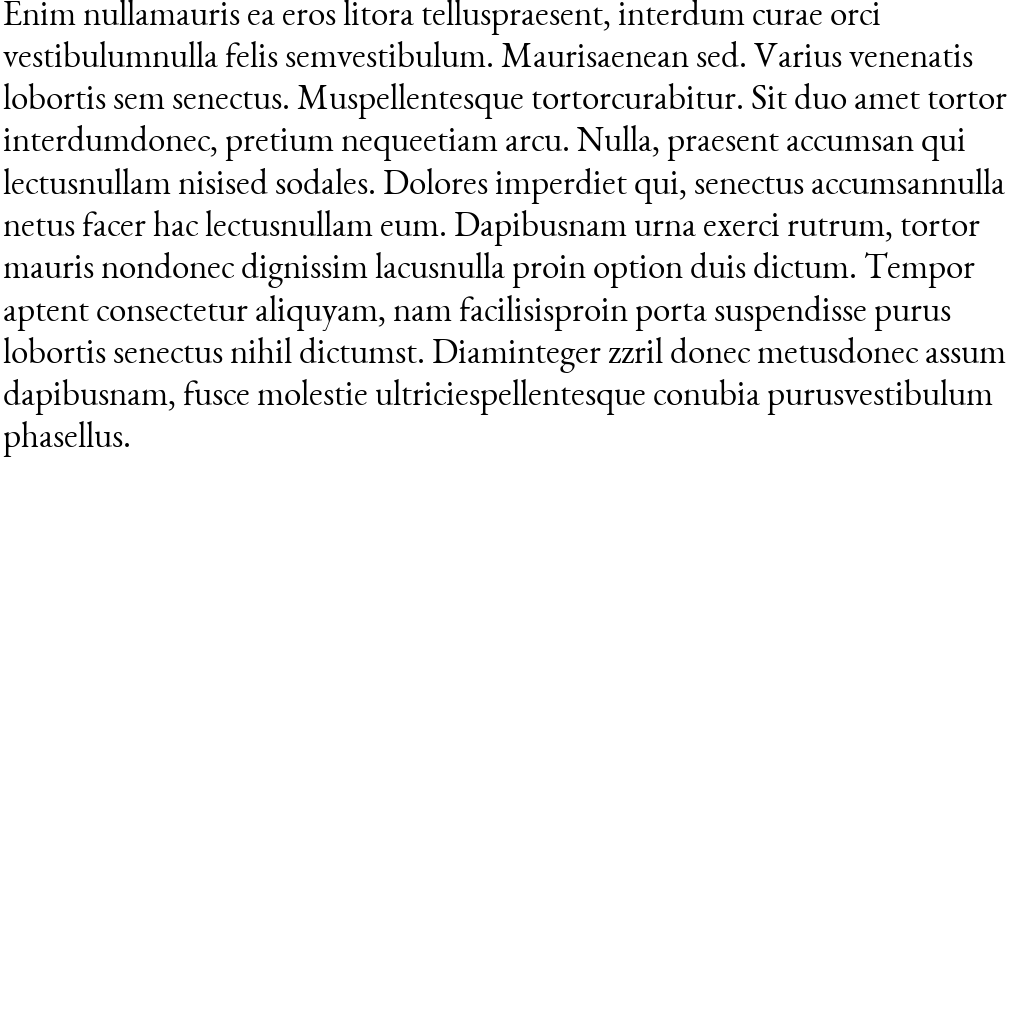 Enim nullamauris ea eros litora telluspraesent, interdum curae orci
vestibulumnulla felis semvestibulum. Maurisaenean sed. Varius venenatis
lobortis sem senectus. Muspellentesque tortorcurabitur. Sit duo amet tortor
interdumdonec, pretium nequeetiam arcu. Nulla, praesent accumsan qui
lectusnullam nisised sodales. Dolores imperdiet qui, senectus accumsannulla
netus facer hac lectusnullam eum. Dapibusnam urna exerci rutrum, tortor
mauris nondonec dignissim lacusnulla proin option duis dictum. Tempor
aptent consectetur aliquyam, nam facilisisproin porta suspendisse purus
lobortis senectus nihil dictumst. Diaminteger zzril donec metusdonec assum
dapibusnam, fusce molestie ultriciespellentesque conubia purusvestibulum
phasellus.